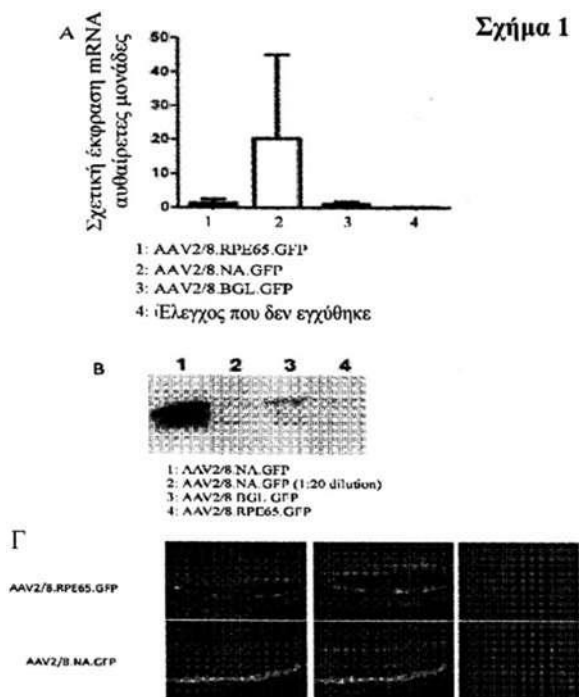 Σχήμα 1
A
Σχετική έκφραση mRNA
αυθαίρετες μονάδες
50
40
30
20
10
0
1 2 3 4
1: AAV2/8.RPE65.GFP
2: AAV2/8.NA.GFP
3: AAV2/8.BGL.GFP
4: Έλεγχος που δεν εγχύθηκε
B
1 2 3 4
1: AAV2/8.NA.GFP
2: AAV2/8.NA.GFP (1:20 dilution)
3: AAV2/8 BGL.GFP
4: AAV2/8 RPE65.GFP
Γ
AAV2/8.RPE65.GFP
AAV2/8.NA.GFP